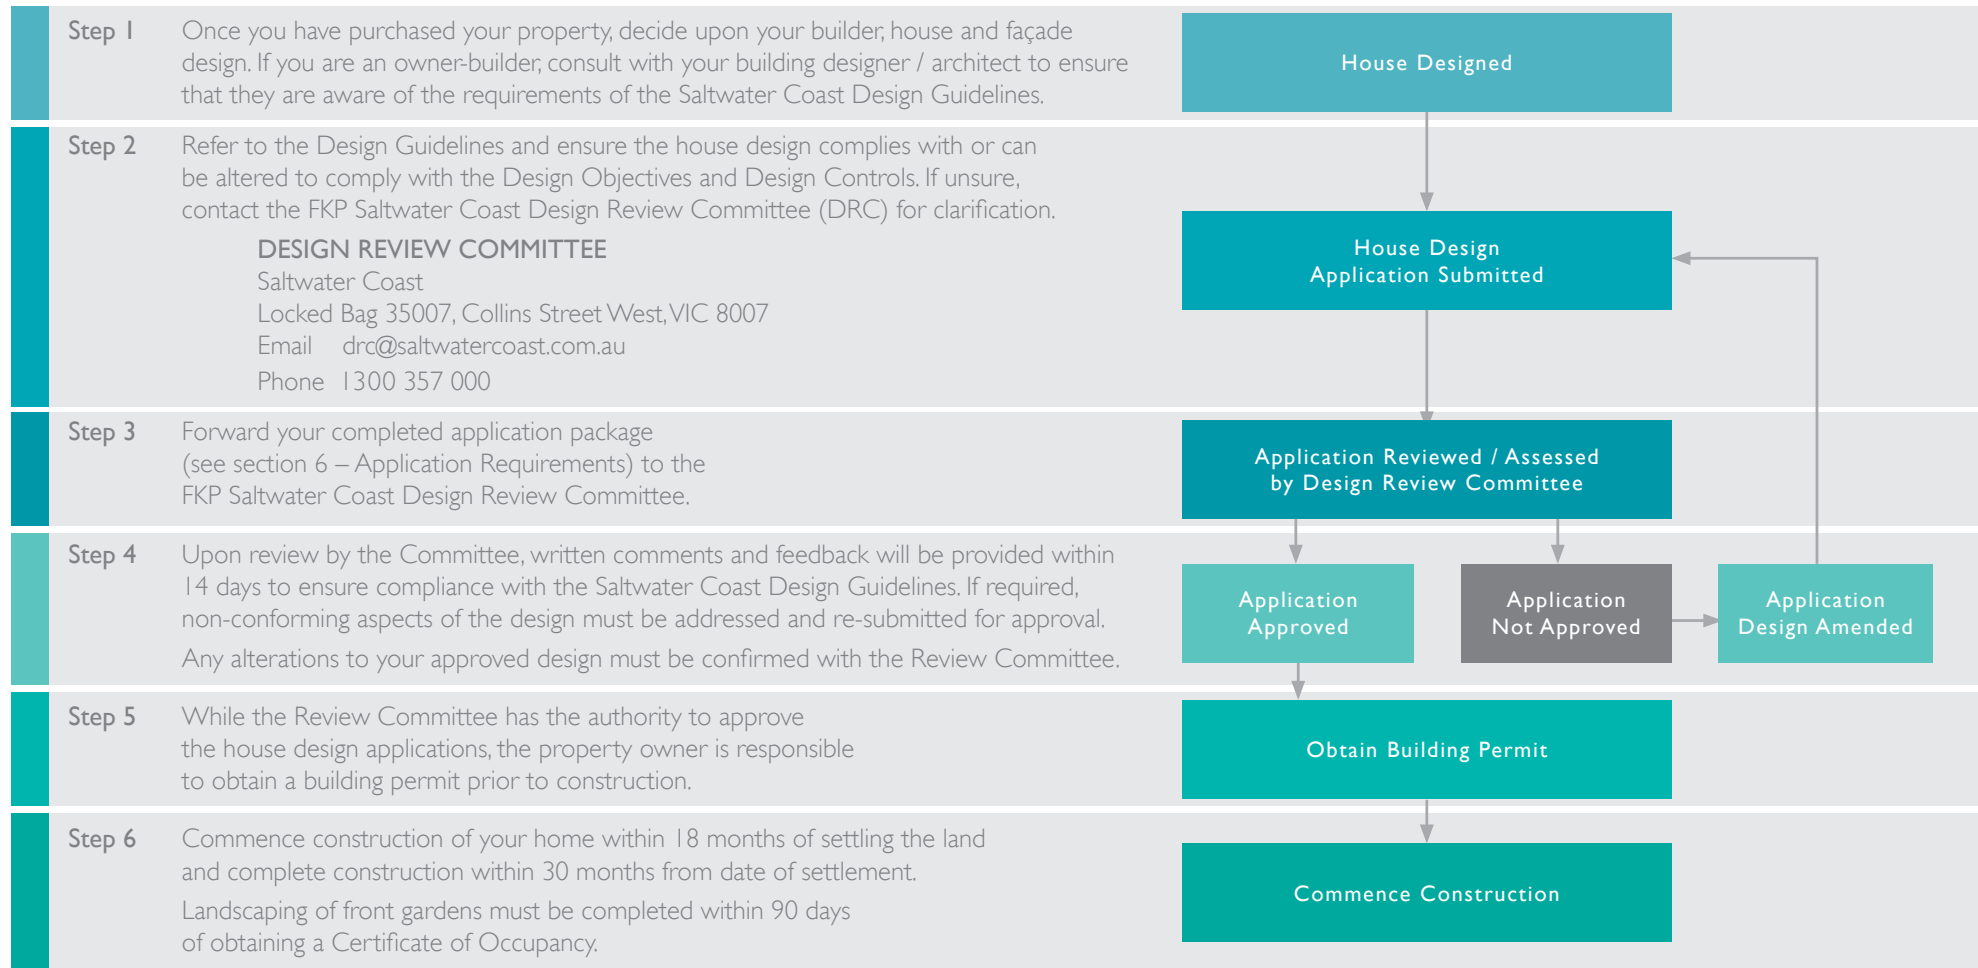 Step 1
Once you have purchased your property, decide upon your builder, house and façade
design. If you are an owner-builder, consult with your building designer / architect to ensure
that they are aware of the requirements of the Saltwater Coast Design Guidelines.
House Designed
Step 2
Refer to the Design Guidelines and ensure the house design complies with or can
be altered to comply with the Design Objectives and Design Controls. If unsure,
contact the FKP Saltwater Coast Design Review Committee (DRC) for clarification.
DESIGN REVIEW COMMITTEE
Saltwater Coast
Locked Bag 35007, Collins Street West, VIC 8007
Email drc@saltwatercoast.com.au
Phone 1300 357 000
House Design
Application Submitted
Step 3
Forward your completed application package
(see section 6 – Application Requirements) to the
FKP Saltwater Coast Design Review Committee.
Application Reviewed / Assessed
by Design Review Committee
Step 4
Upon review by the Committee, written comments and feedback will be provided within
14 days to ensure compliance with the Saltwater Coast Design Guidelines. If required,
non-conforming aspects of the design must be addressed and re-submitted for approval.
Any alterations to your approved design must be confirmed with the Review Committee.
Application
Approved
Application
Not Approved
Application
Design Amended
Step 5
While the Review Committee has the authority to approve
the house design applications, the property owner is responsible
to obtain a building permit prior to construction.
Obtain Building Permit
Step 6
Commence construction of your home within 18 months of settling the land
and complete construction within 30 months from date of settlement.
Landscaping of front gardens must be completed within 90 days
of obtaining a Certificate of Occupancy.
Commence Construction